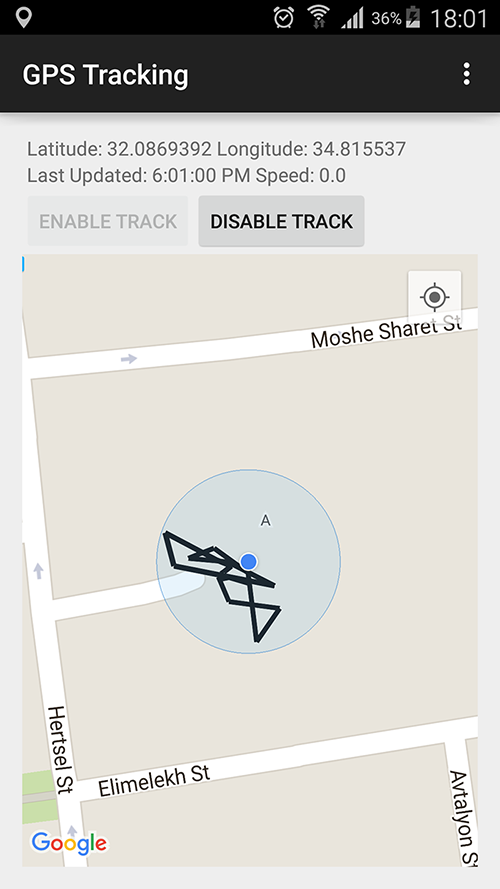 36% 18:01
GPS Tracking
Latitude: 32.0869392 Longitude: 34.815537
Last Updated: 6:01:00 PM Speed: 0.0
ENABLE TRACK DISABLE TRACK
Moshe Sharet St
A
Hertsel St
Elimelekh St
Avtalyon St
Google